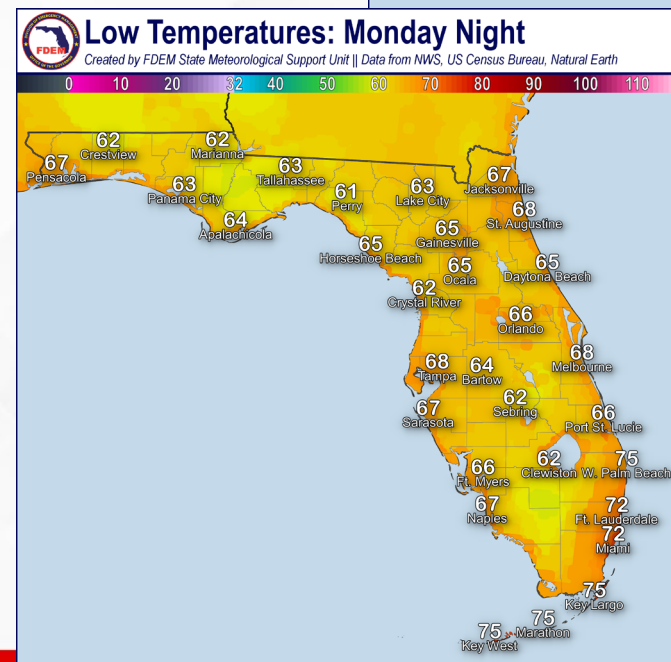 FDEM
Low Temperatures: Monday Night
Created by FDEM State Meteorological Support Unit || Data from NWS, US Census Bureau, Natural Earth
0 10 20 32 40 50 60 70 80 90 100 110
62
Crestview
62
Marianna
67
Pensacola
63
Tallahassee
63
Panama City
61
Perry
63
Lake City
67
Jacksonville
64
Apalachicola
68
St. Augustine
65
Horseshoe Beach
65
Gainesville
65
Ocala
65
Daytona Beach
62
Crystal River
66
Orlando
68
Tampa
64
Bartow
68
Melbourne
67
Sarasota
62
Sebring
66
Port St. Lucie
66
Ft. Myers
62
Clewiston
75
W. Palm Beach
67
Naples
72
Ft. Lauderdale
72
Miami
75
Key Largo
75
Marathon
75
Key West